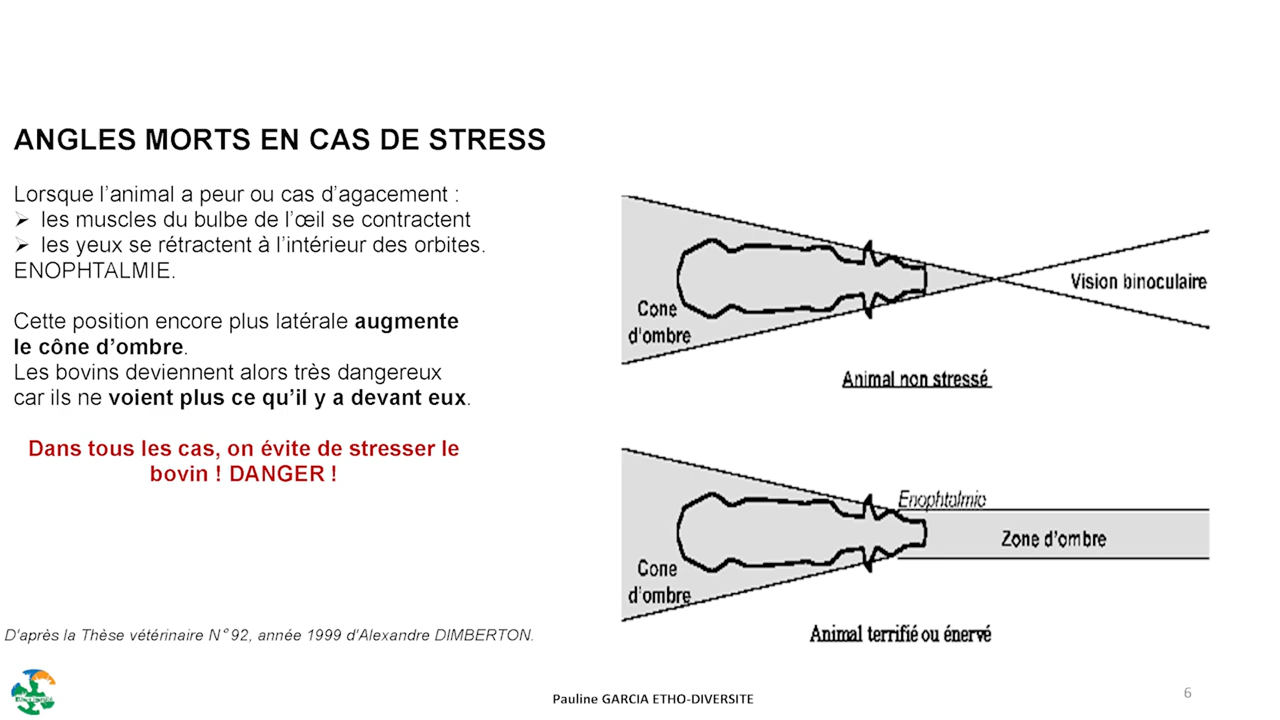 ANGLES MORTS EN CAS DE STRESS
Lorsque l'animal a peur ou cas d'agacement :
➢ les muscles du bulbe de l'œil se contractent
➢ les yeux se rétractent à l'intérieur des orbites.
ENOPHTALMIE.
Cette position encore plus latérale augmente
le cône d'ombre.
Les bovins deviennent alors très dangereux
car ils ne voient plus ce qu'il y a devant eux.
Dans tous les cas, on évite de stresser le
bovin ! DANGER !
D'après la Thèse vétérinaire N°92, année 1999 d'Alexandre DIMBERTON.
Cone
d'ombre
Vision binoculaire
Animal non stressé
Enophtalmie
Zone d'ombre
Cone
d'ombre
Animal terrifié ou énervé
Pauline GARCIA ETHO-DIVERSITE
6